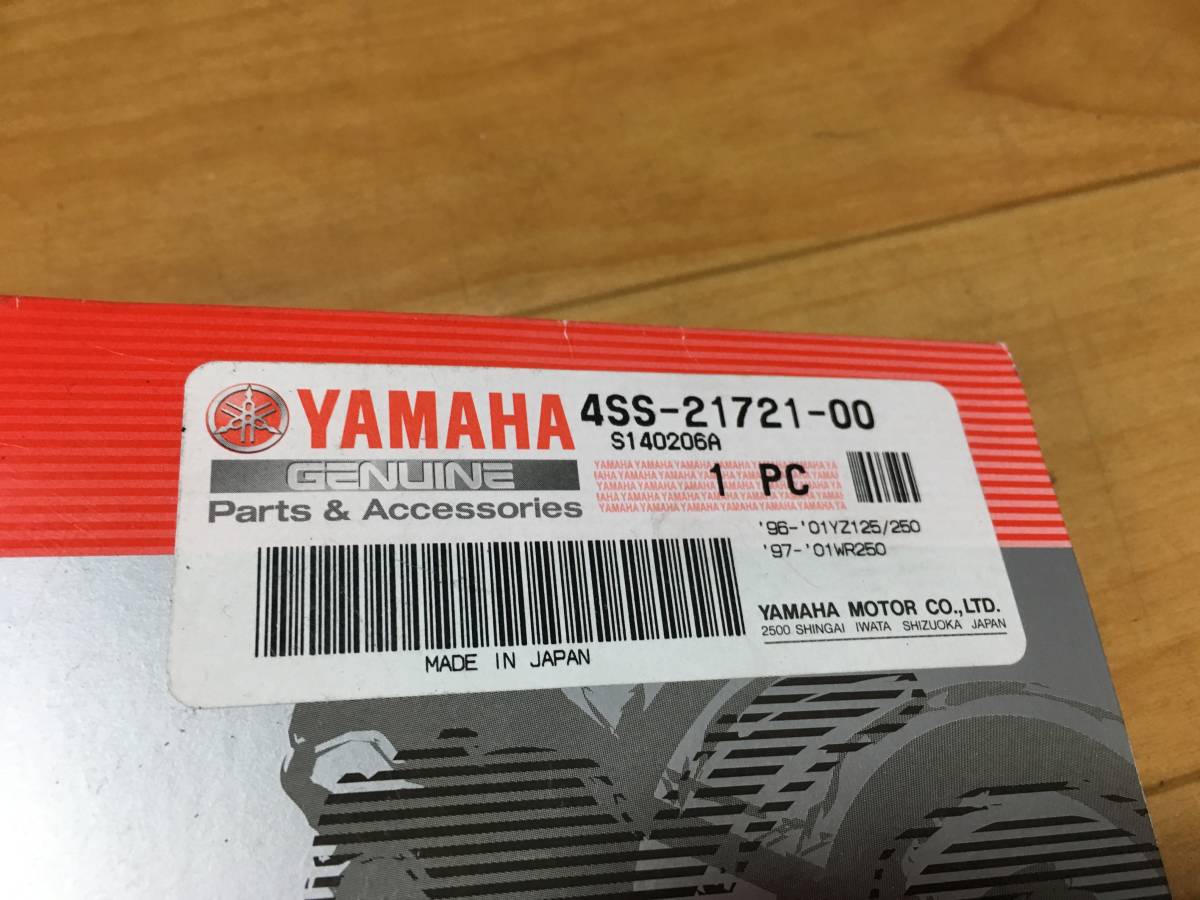 YAMAHA 4SS-21721-00
S140206A
GENUINE
1 PC
Parts & Accessories
'96-'01YZ125/250
'97-'01WR250
YAMAHA MOTOR CO.,LTD.
2500 SHINGAI IWATA SHIZUOKA JAPAN
MADE IN JAPAN